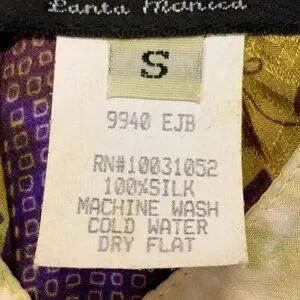 Santa Monica
S
9940 EJB
RN#10031052
100%SILK
MACHINE WASH
COLD WATER
DRY FLAT